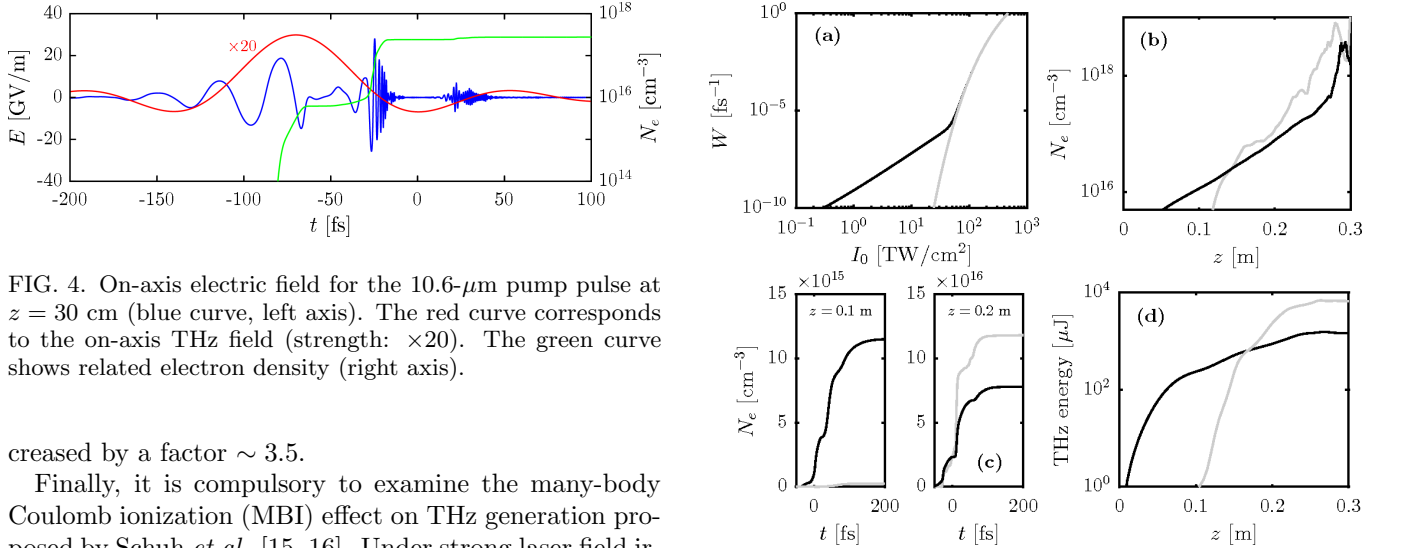 40
20
0
-20
-40
E [GV/m]
×20
10^18
10^16
10^14
N_e [cm^−3]
-200 -150 -100 -50 0 50 100
t [fs]
FIG. 4. On-axis electric field for the 10.6-μm pump pulse at
z = 30 cm (blue curve, left axis). The red curve corresponds
to the on-axis THz field (strength: ×20). The green curve
shows related electron density (right axis).
creased by a factor ∼ 3.5.
Finally, it is compulsory to examine the many-body
Coulomb ionization (MBI) effect on THz generation pro-
posed by Schuh et al. [15, 16]. Under strong laser field ir-
(a)
10^0
10^−5
10^−10
W [fs^−1]
10^−1 10^0 10^1 10^2 10^3
I_0 [TW/cm^2]
(b)
10^18
10^16
N_e [cm^−3]
0 0.1 0.2 0.3
z [m]
×10^15
z = 0.1 m
15
10
5
0
N_e [cm^−3]
0 200
t [fs]
×10^16
z = 0.2 m
15
10
5
0
(c)
0 200
t [fs]
(d)
10^4
10^2
10^0
THz energy [μJ]
0 0.1 0.2 0.3
z [m]